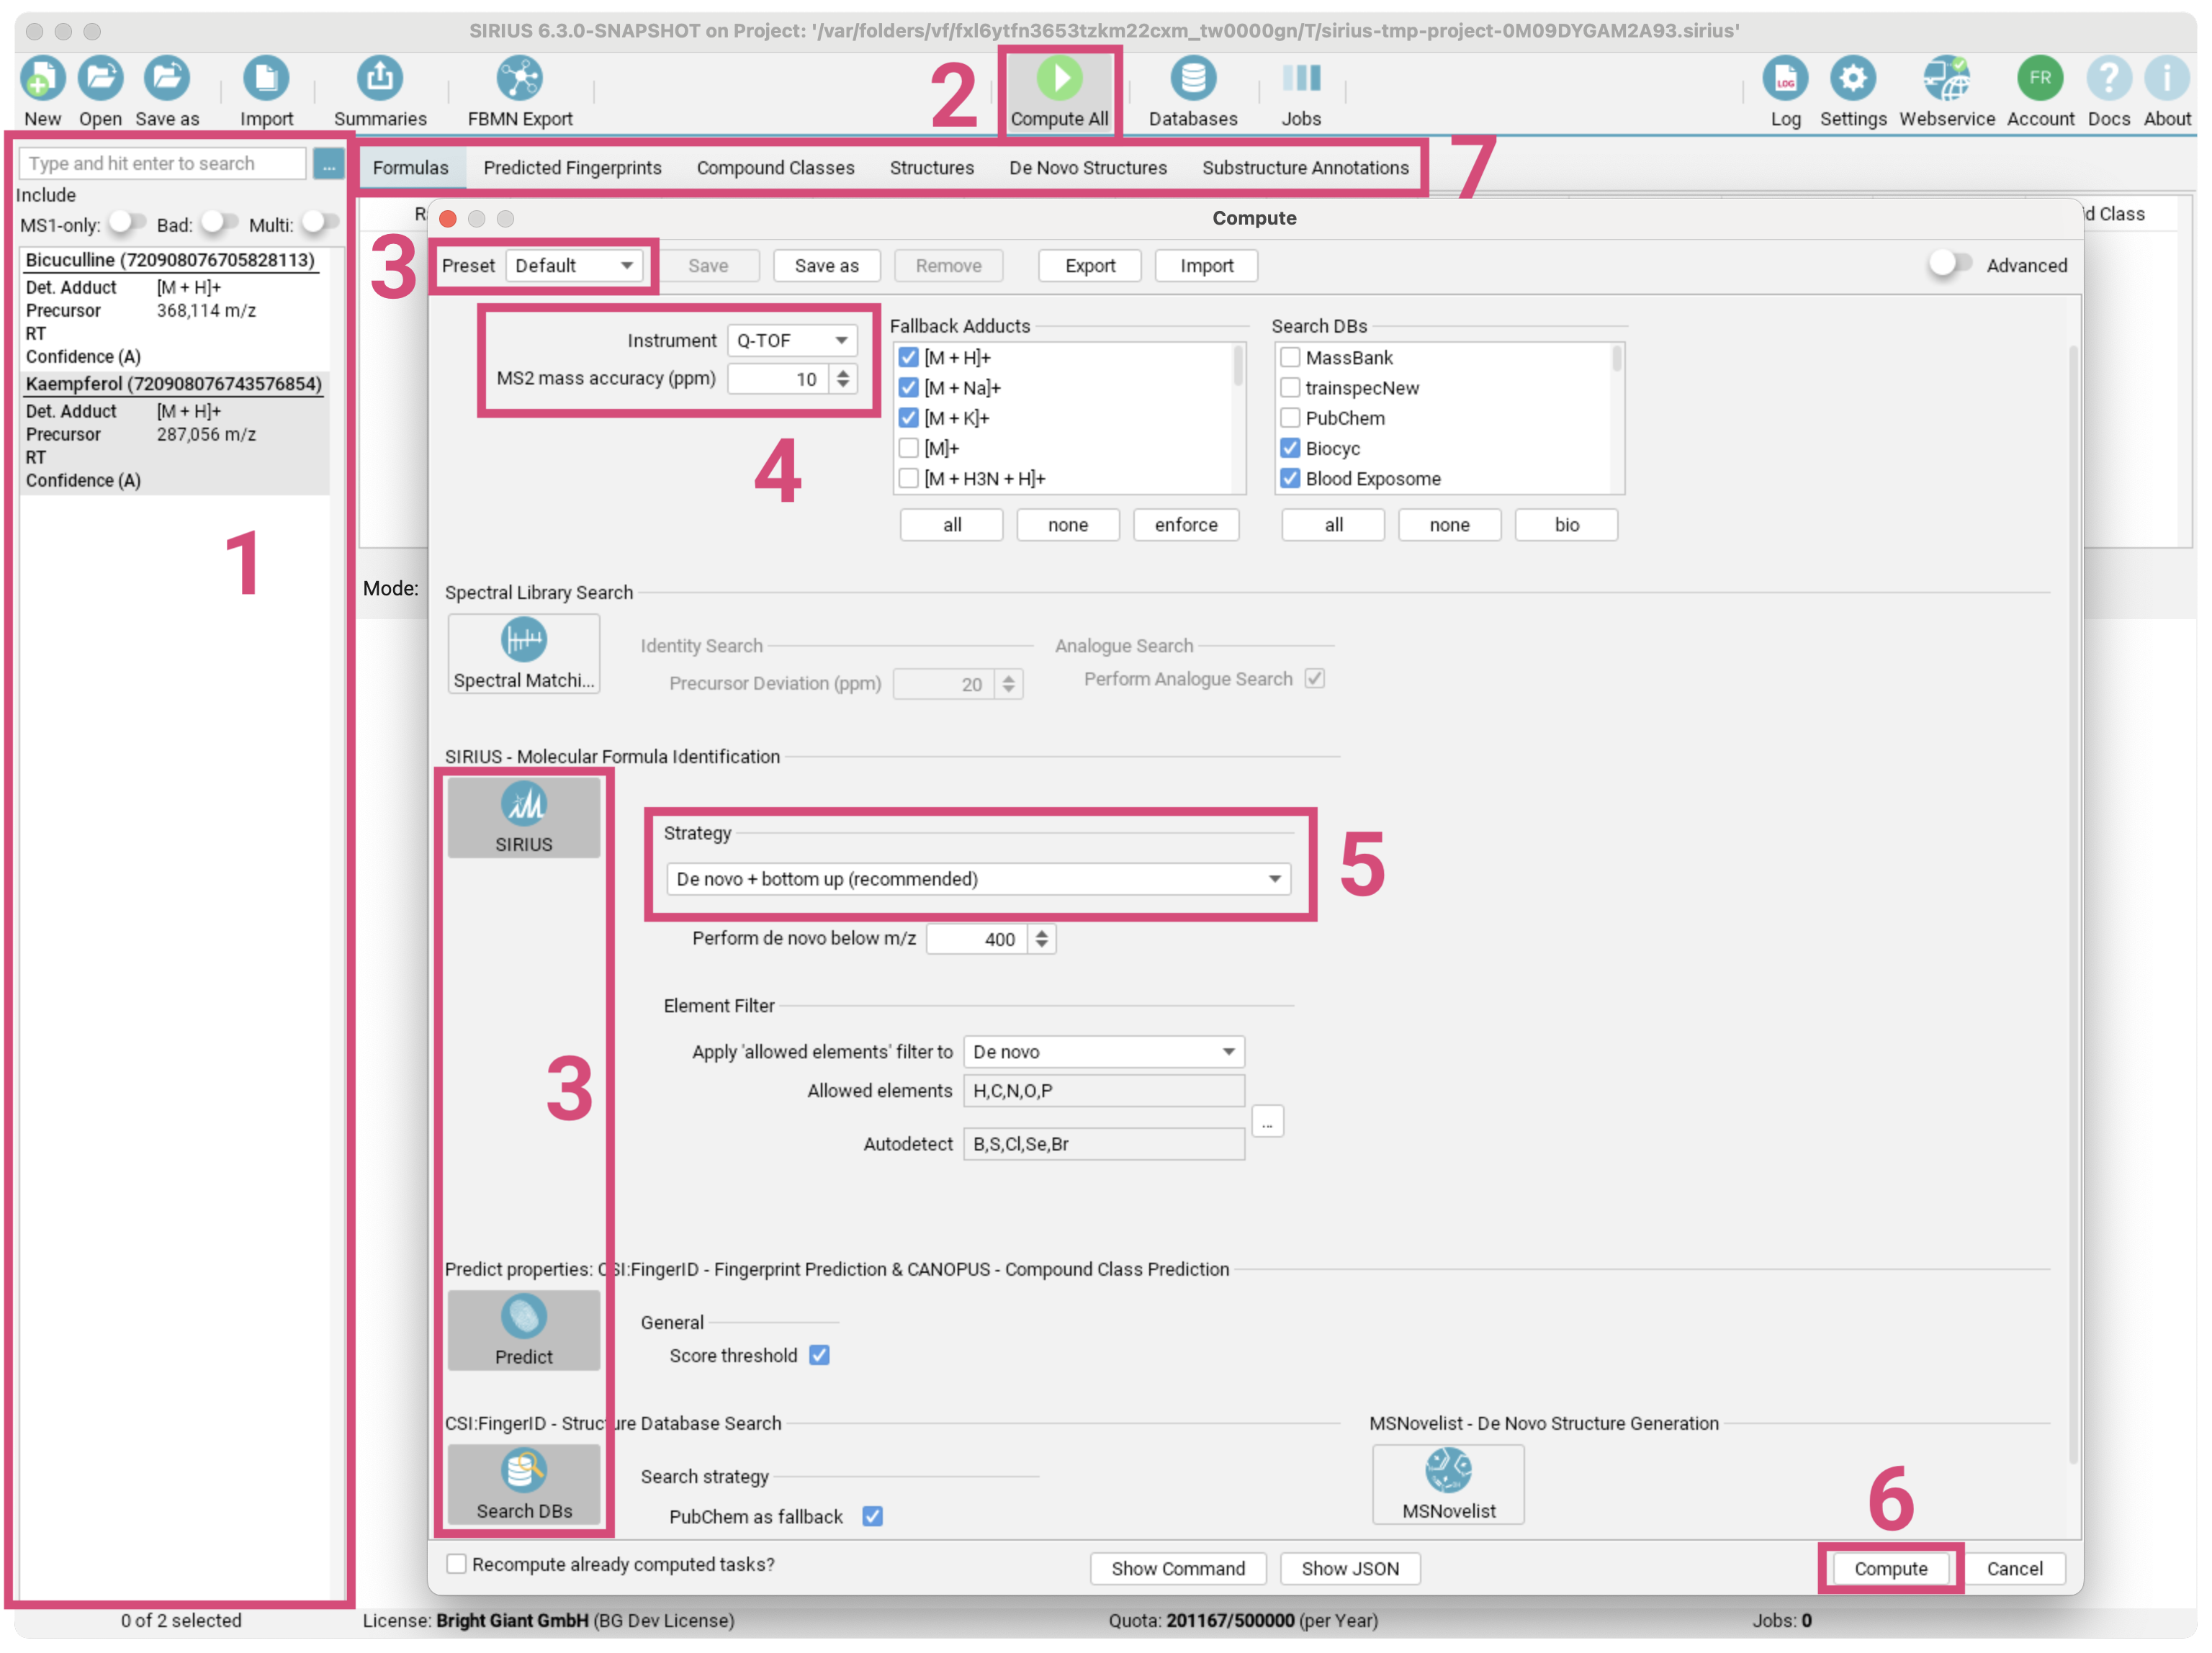 SIRIUS 6.3.0-SNAPSHOT on Project: '/var/folders/vf/fxl6ytfn3653tzkm22cxm_tw0000gn/T/sirius-tmp-project-0M09DYGAM2A93.sirius'
LOG
FR
New Open Save as Import Summaries FBMN Export 2 Compute All Databases Jobs Log Settings Webservice Account Docs About
Type and hit enter to search ...
Formulas Predicted Fingerprints Compound Classes Structures De Novo Structures Substructure Annotations 7
Include
MS1-only: Bad: Multi:
Bicuculline (720908076705828113)
Det. Adduct [M + H]+
Precursor 368,114 m/z
RT
Confidence (A)
Kaempferol (720908076743576854)
Det. Adduct [M + H]+
Precursor 287,056 m/z
RT
Confidence (A)
1
0 of 2 selected
d Class
Mode:
Compute
3
Preset Default Save Save as Remove Export Import Advanced
Instrument Q-TOF
MS2 mass accuracy (ppm) 10
4
Fallback Adducts
[M + H]+
[M + Na]+
[M + K]+
[M]+
[M + H3N + H]+
all none enforce
Search DBs
MassBank
trainspecNew
PubChem
Biocyc
Blood Exposome
all none bio
Spectral Library Search
Spectral Matchi...
Identity Search
Precursor Deviation (ppm) 20
Analogue Search
Perform Analogue Search
SIRIUS - Molecular Formula Identification
SIRIUS
Strategy
De novo + bottom up (recommended)
5
Perform de novo below m/z 400
Element Filter
Apply 'allowed elements' filter to De novo
Allowed elements H,C,N,O,P
...
Autodetect B,S,Cl,Se,Br
3
Predict properties: CSI:FingerID - Fingerprint Prediction & CANOPUS - Compound Class Prediction
Predict
General
Score threshold
CSI:FingerID - Structure Database Search
Search DBs
Search strategy
PubChem as fallback
MSNovelist - De Novo Structure Generation
MSNovelist
6
Recompute already computed tasks? Show Command Show JSON Compute Cancel
License: Bright Giant GmbH (BG Dev License) Quota: 201167/500000 (per Year) Jobs: 0